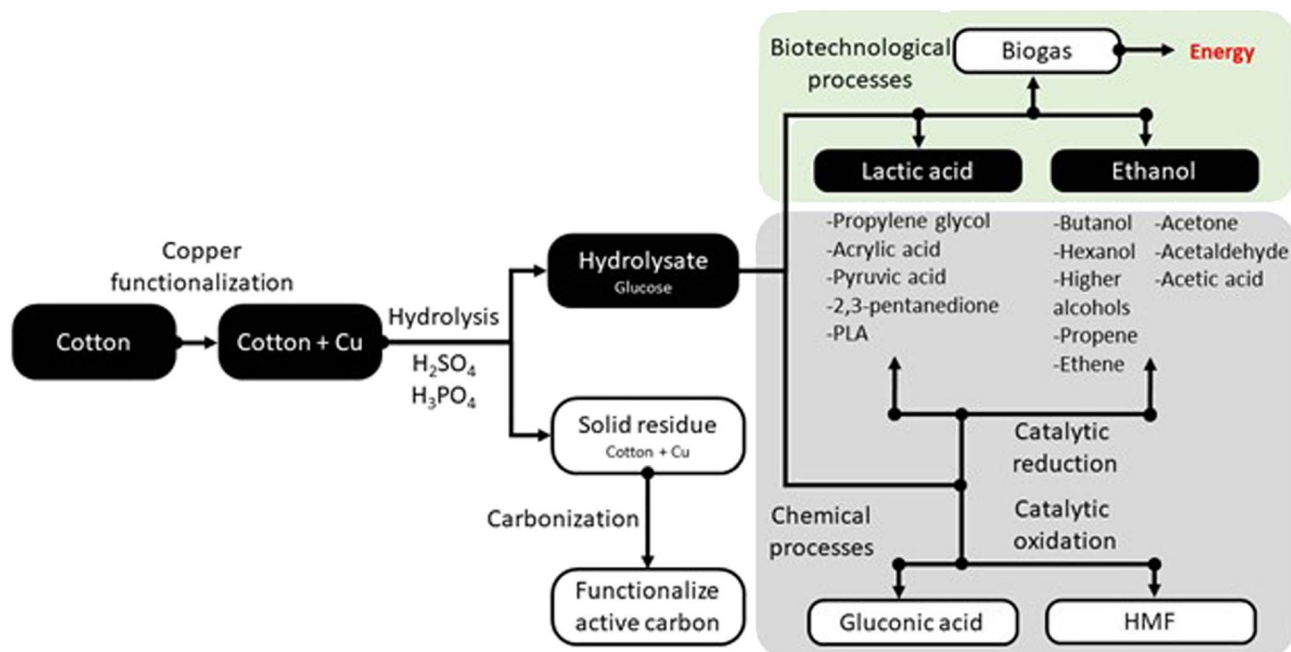 Biotechnological
processes
Biogas
Energy
Lactic acid
Ethanol
-Propylene glycol
-Acrylic acid
-Pyruvic acid
-2,3-pentanedione
-PLA
-Butanol
-Hexanol
-Higher
alcohols
-Propene
-Ethene
-Acetone
-Acetaldehyde
-Acetic acid
Copper
functionalization
Cotton
Cotton + Cu
Hydrolysis
H₂SO₄
H₃PO₄
Hydrolysate
Glucose
Solid residue
Cotton + Cu
Carbonization
Functionalize
active carbon
Catalytic
reduction
Chemical
processes
Catalytic
oxidation
Gluconic acid
HMF